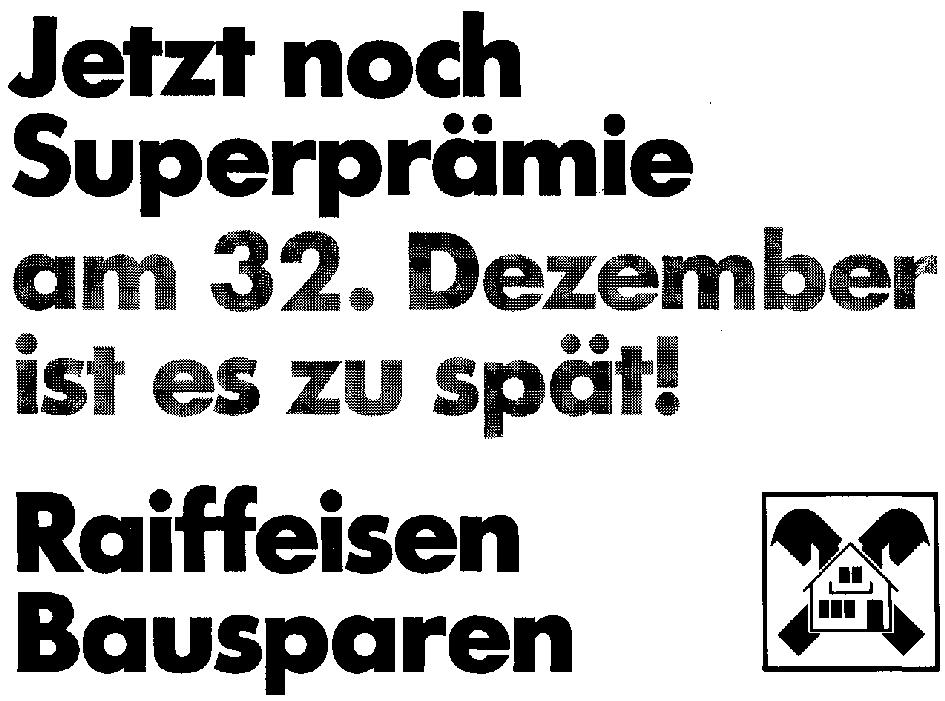 Jetzt noch
Superprämie
am 32. Dezember
ist es zu spät!
Raiffeisen
Bausparen